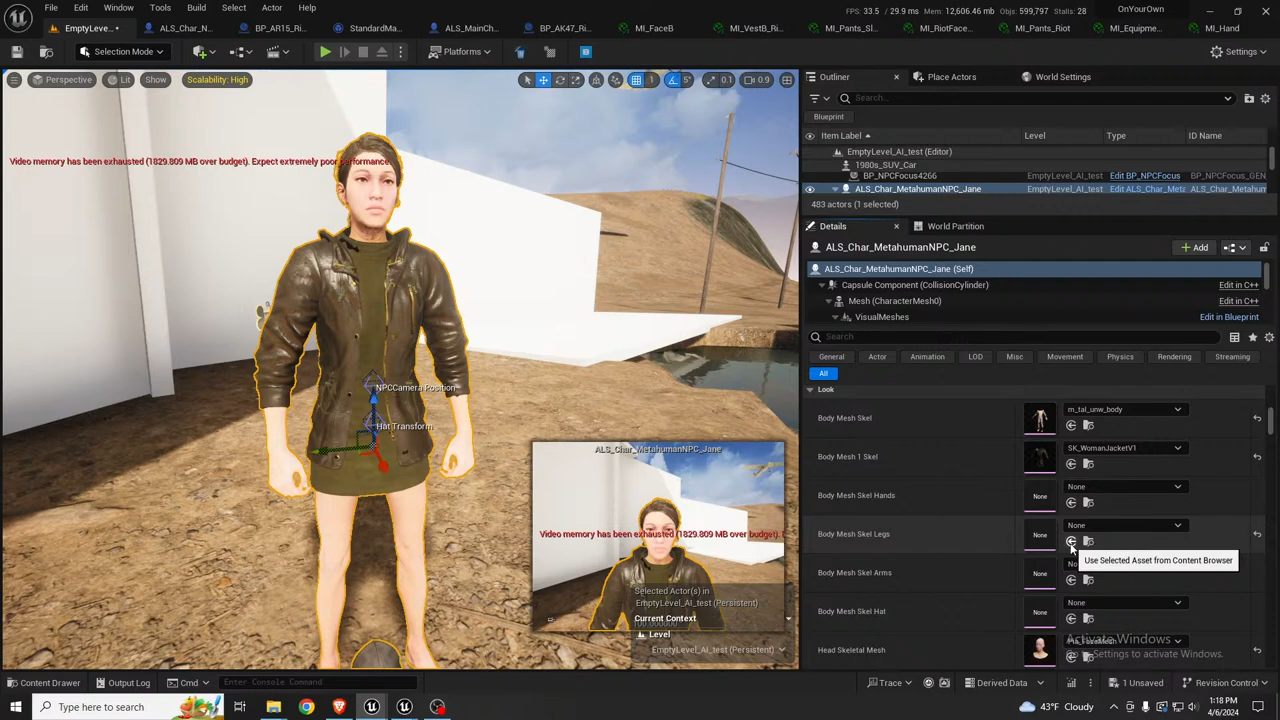 File Edit Window Tools Build Select Actor Help
FPS: 33.5 / 29.9 ms | Mem: 12,606.46 mb | Objs: 599,797 | Stalls: 28
OnYourOwn
EmptyLeve... •
ALS_Char_N...
BP_AR15_Ri...
StandardMa...
ALS_MainCh...
BP_AK47_Ri...
MI_FaceB
MI_VestB_Ri...
MI_Pants_Sl...
MI_RiotFace...
MI_Pants_Riot
MI_Equipme...
MI_Hand
Selection Mode
Platforms
Settings
Perspective Lit Show Scalability: High
1 5° 0.1 0.9
Video memory has been exhausted (1829.809 MB over budget). Expect extremely poor performance.
NPCCamera Position
Hat Transform
ALS_Char_MetahumanNPC_Jane
Video memory has been exhausted (1829.809 MB over budget).
Selected Actor(s) in
EmptyLevel_AI_test (Persistent)
Current Context
Level
EmptyLevel_AI_test (Persistent)
Outliner Place Actors World Settings
Search...
Blueprint
Item Label Level Type ID Name
EmptyLevel_AI_test (Editor)
1980s_SUV_Car
BP_NPCFocus4266 EmptyLevel_AI_test Edit BP_NPCFocus BP_NPCFocus_GEN
ALS_Char_MetahumanNPC_Jane EmptyLevel_AI_test Edit ALS_Char_Meta ALS_Char_Metahum
483 actors (1 selected)
Details World Partition
ALS_Char_MetahumanNPC_Jane
Add
ALS_Char_MetahumanNPC_Jane (Self)
Capsule Component (CollisionCylinder) Edit in C++
Mesh (CharacterMesh0) Edit in C++
VisualMeshes Edit in Blueprint
Search
General Actor Animation LOD Misc Movement Physics Rendering Streaming
All
Look
Body Mesh Skel m_tal_unw_body
Body Mesh 1 Skel SK_WomanJacketV1
Body Mesh Skel Hands None None
Body Mesh Skel Legs None None
Use Selected Asset from Content Browser
Body Mesh Skel Arms None No
Body Mesh Skel Hat None None
Head Skeletal Mesh
Activate Windows
Go to Settings to activate Windows.
Content Drawer Output Log Cmd Enter Console Command
Trace Derived Data 1 Unsaved Revision Control
Type here to search
43°F Cloudy
1:18 PM
4/6/2024